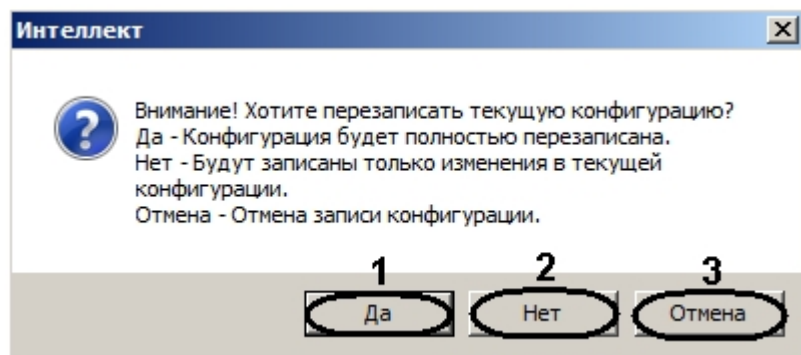 Интеллект
Внимание! Хотите перезаписать текущую конфигурацию?
Да - Конфигурация будет полностью перезаписана.
Нет - Будут записаны только изменения в текущей
конфигурации.
Отмена - Отмена записи конфигурации.
1 2 3
Да Нет Отмена